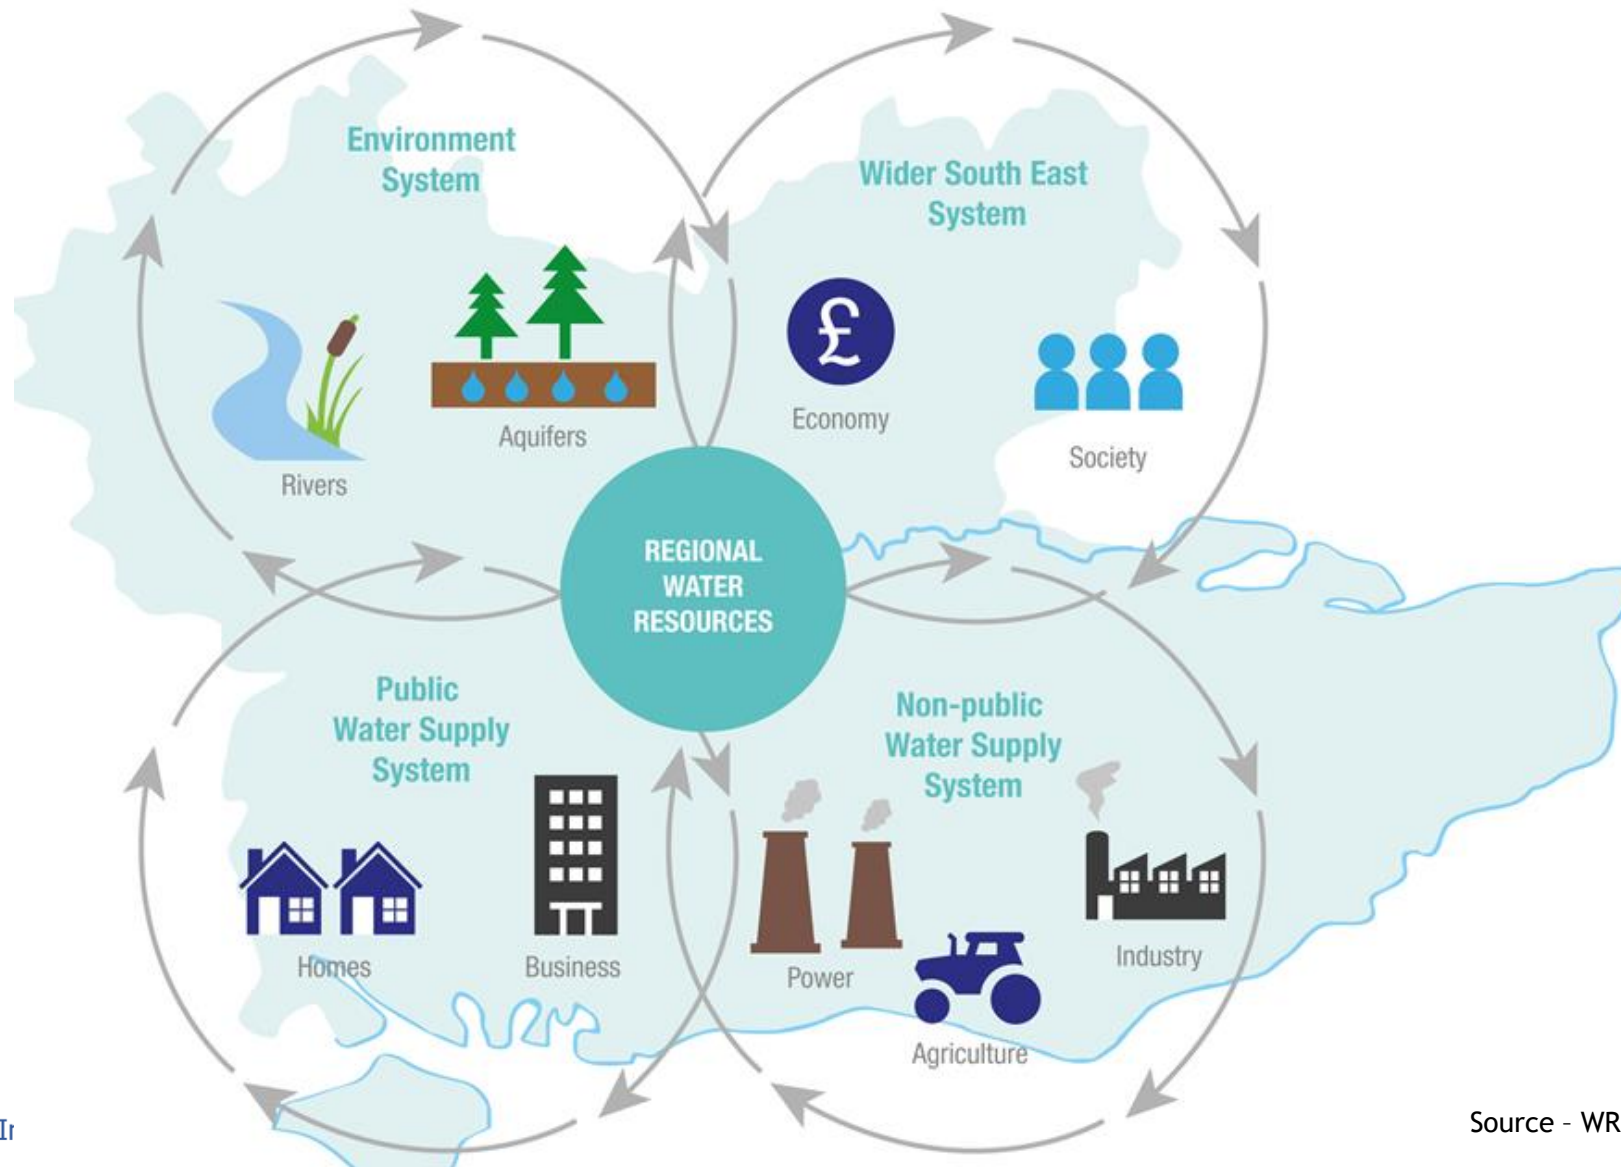 Environment
System
Wider South East
System
£
Economy
Aquifers
Society
Rivers
REGIONAL
WATER
RESOURCES
Public
Water Supply
System
Non-public
Water Supply
System
Homes
Business
Power
Industry
Agriculture
Source – WR